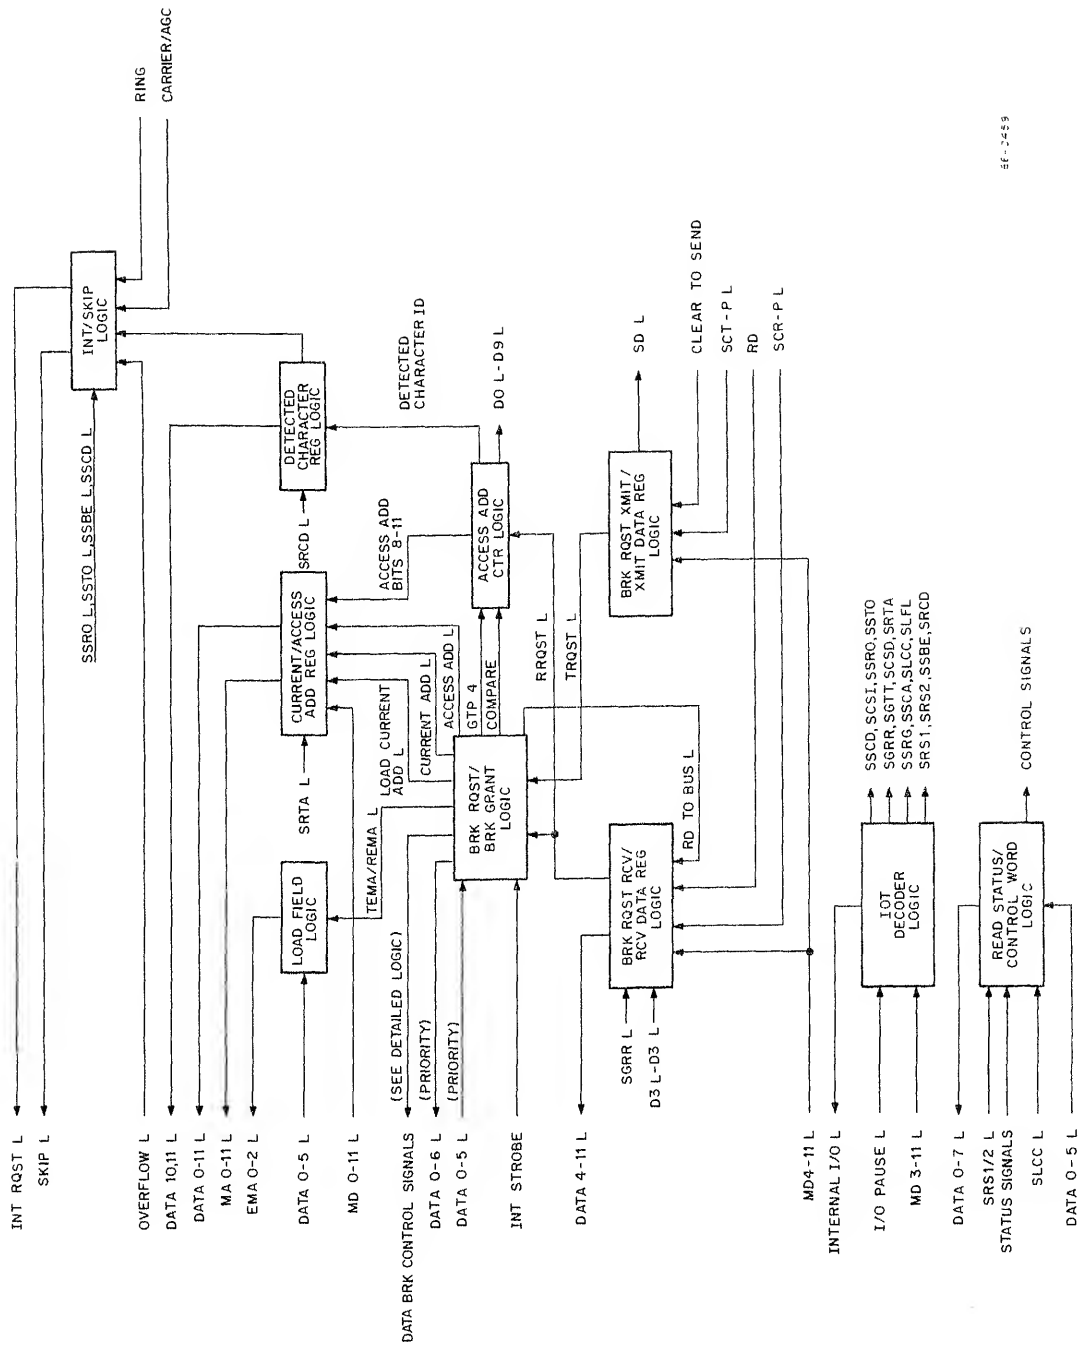 INT RQST L
SKIP L
OVERFLOW L
DATA 10,11 L
DATA 0-11 L
MA 0-11 L
EMA 0-2 L
DATA 0-5 L
MD 0-11 L
DATA BRK CONTROL SIGNALS
(SEE DETAILED LOGIC)
DATA 0-6 L
(PRIORITY)
DATA 0-5 L
(PRIORITY)
INT STROBE
DATA 4-11 L
MD4-11 L
INTERNAL I/O L
I/O PAUSE L
MD 3-11 L
DATA 0-7 L
SRS1/2 L
STATUS SIGNALS
SLCC L
DATA 0-5 L
SSRO L,SSTO L,SSBE L,SSCD L
INT/SKIP
LOGIC
RING
CARRIER/AGC
LOAD FIELD
LOGIC
SRTA L
CURRENT/ACCESS
ADD REG LOGIC
SRCD L
DETECTED
CHARACTER
REG LOGIC
TEMA/REMA L
LOAD CURRENT
ADD L
CURRENT ADD L
ACCESS ADD L
ACCESS ADD
BITS 8-11
DETECTED
CHARACTER ID
BRK RQST/
BRK GRANT
LOGIC
GTP 4
COMPARE
ACCESS ADD
CTR LOGIC
DO L-D9 L
RRQST L
TRQST L
SGRR L
D3 L-D3 L
BRK RQST RCV/
RCV DATA REG
LOGIC
RD TO BUS L
BRK RQST XMIT/
XMIT DATA REG
LOGIC
SD L
CLEAR TO SEND
SCT-P L
RD
SCR-P L
IOT
DECODER
LOGIC
SSCD,SCSI,SSRO,SSTO
SGRR,SGTT,SCSD,SRTA
SSRG,SSCA,SLCC,SLFL
SRS1,SRS2,SSBE,SRCD
READ STATUS/
CONTROL WORD
LOGIC
CONTROL SIGNALS